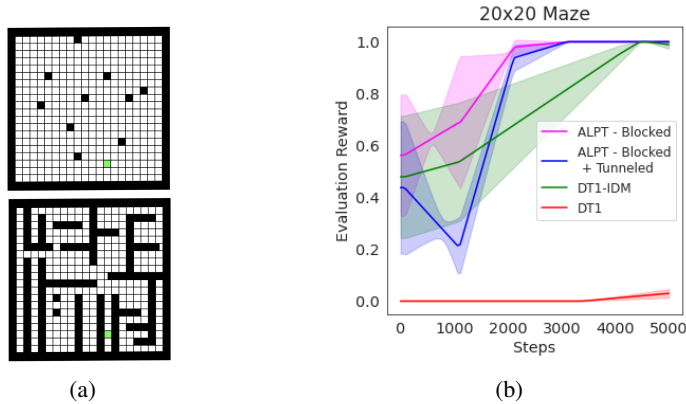 20x20 Maze
Evaluation Reward
1.0
0.8
0.6
0.4
0.2
0.0
ALPT - Blocked
ALPT - Blocked
+ Tunneled
DT1-IDM
DT1
0 1000 2000 3000 4000 5000
Steps
(a) (b)